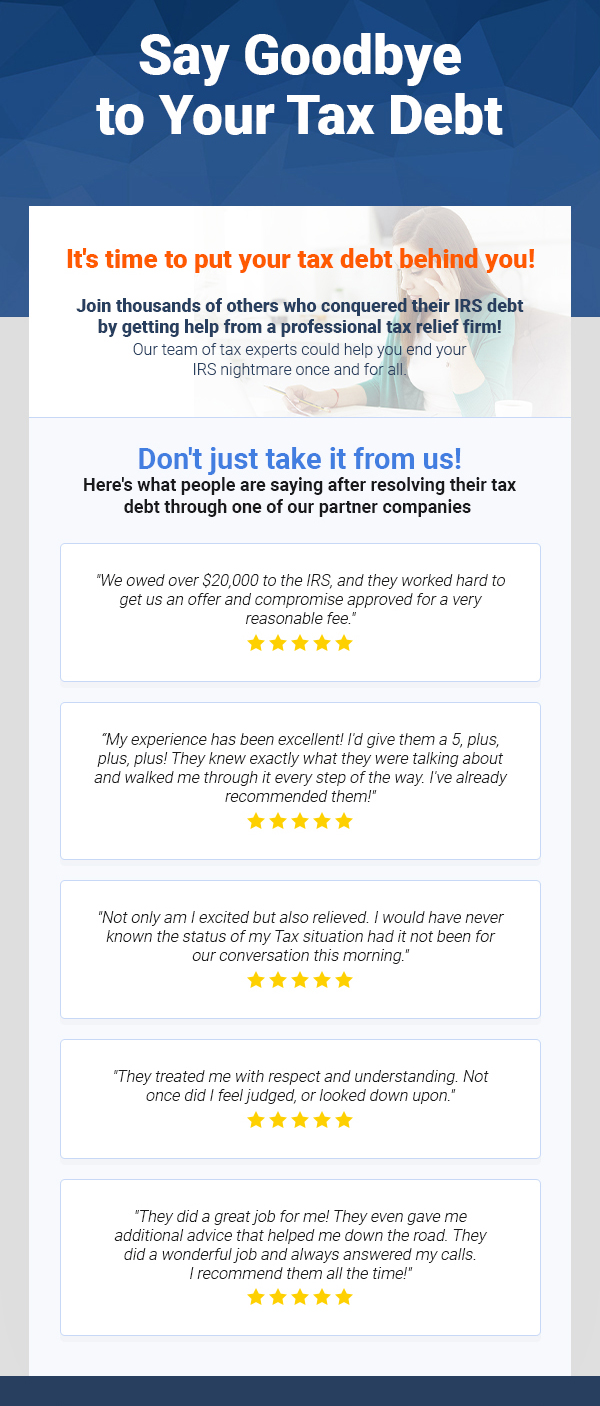 Say Goodbye
to Your Tax Debt
It's time to put your tax debt behind you!
Join thousands of others who conquered their IRS debt
by getting help from a professional tax relief firm!
Our team of tax experts could help you end your
IRS nightmare once and for all.
Don't just take it from us!
Here's what people are saying after resolving their tax
debt through one of our partner companies
"We owed over $20,000 to the IRS, and they worked hard to
get us an offer and compromise approved for a very
reasonable fee."
“My experience has been excellent! I'd give them a 5, plus,
plus, plus! They knew exactly what they were talking about
and walked me through it every step of the way. I've already
recommended them!"
"Not only am I excited but also relieved. I would have never
known the status of my Tax situation had it not been for
our conversation this morning."
"They treated me with respect and understanding. Not
once did I feel judged, or looked down upon."
"They did a great job for me! They even gave me
additional advice that helped me down the road. They
did a wonderful job and always answered my calls.
I recommend them all the time!"